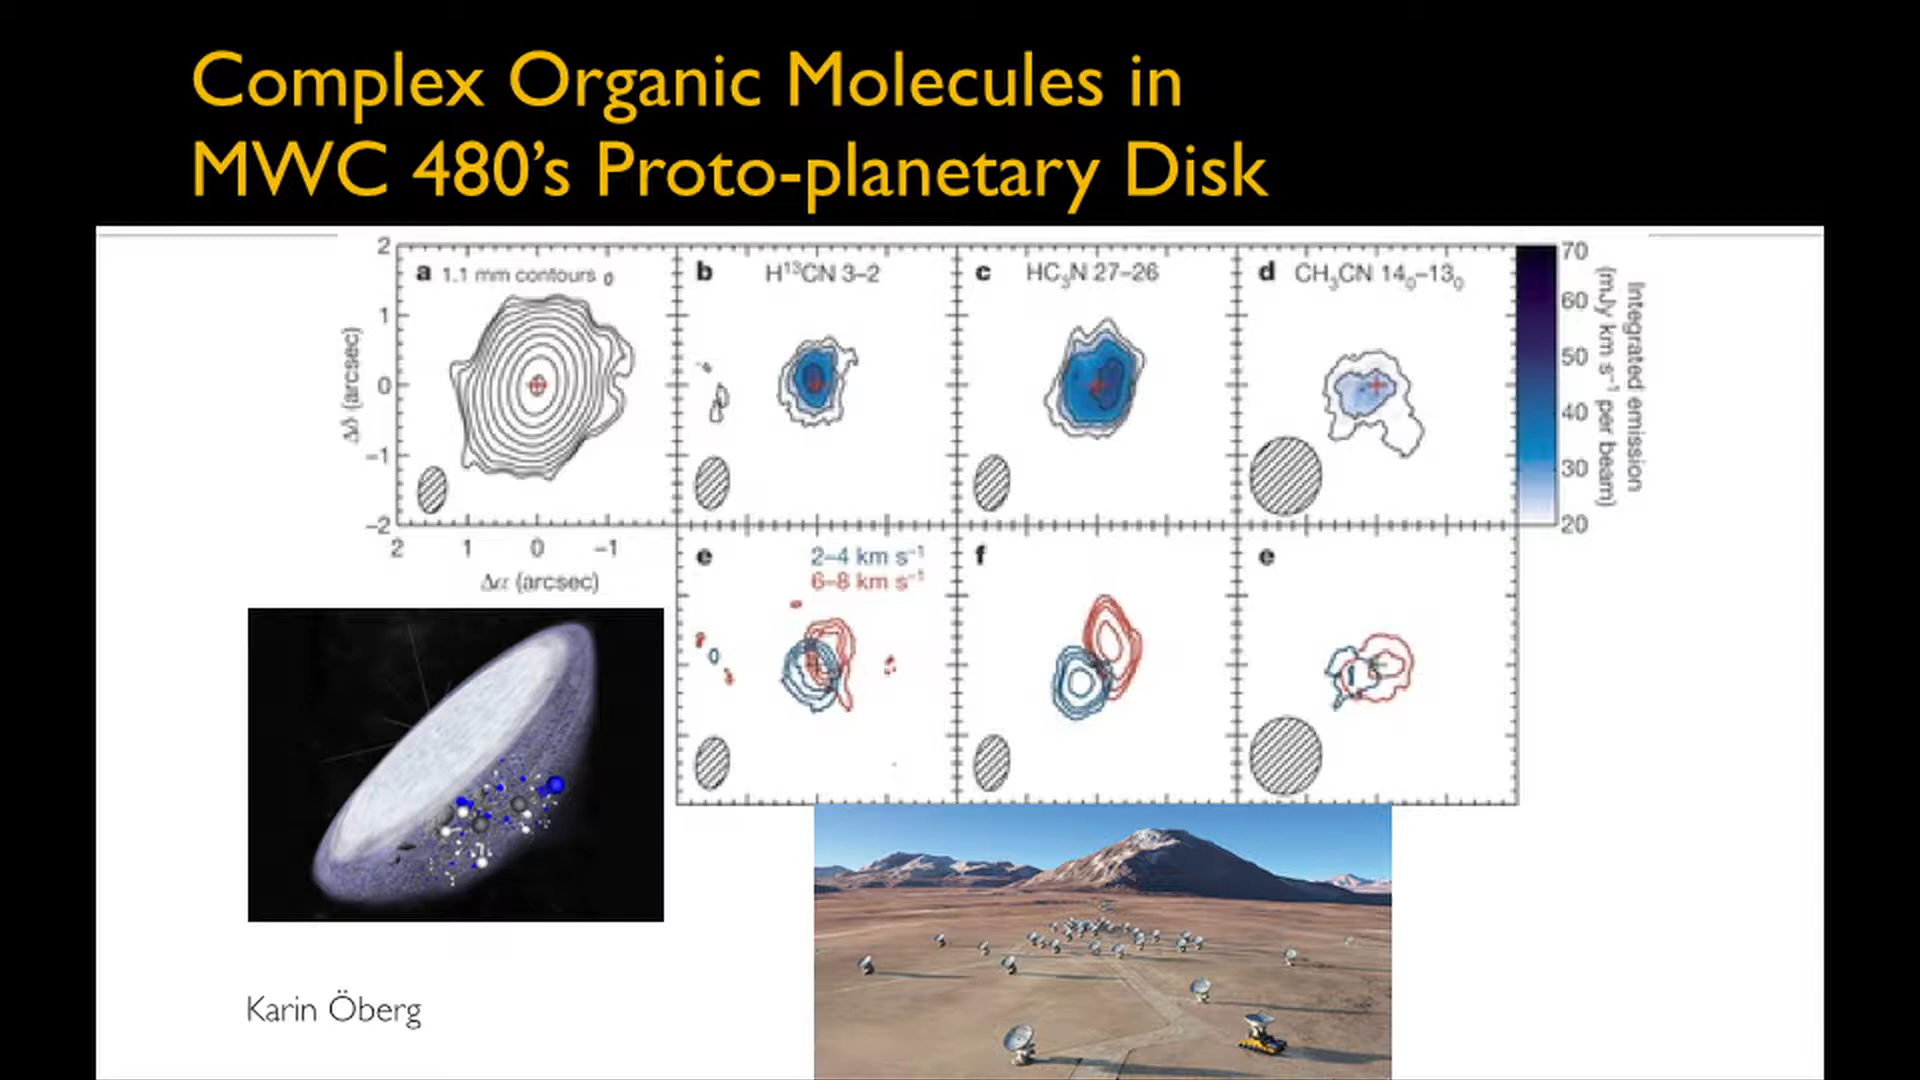 Complex Organic Molecules in
MWC 480's Proto-planetary Disk
a 1.1 mm contours σ
b H¹³CN 3–2
c HC₃N 27–26
d CH₃CN 14₀–13₀
2
1
0
–1
–2
Δδ (arcsec)
2 1 0 –1
Δα (arcsec)
70
60
50
40
30
20
Integrated emission
(mJy km s⁻¹ per beam)
e 2–4 km s⁻¹
6–8 km s⁻¹
f
e
Karin Öberg